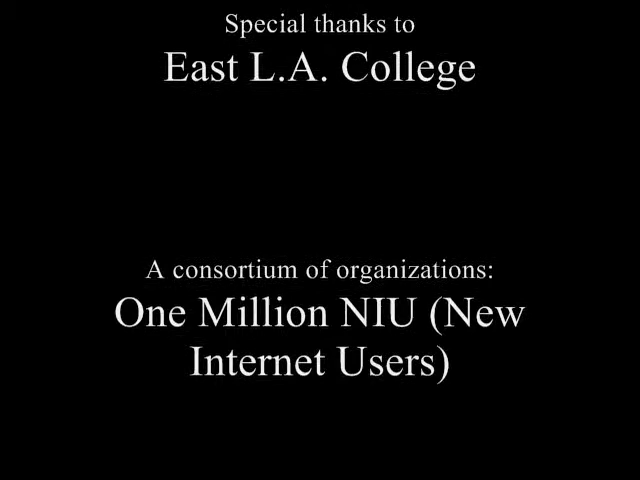 Special thanks to
East L.A. College
A consortium of organizations:
One Million NIU (New
Internet Users)